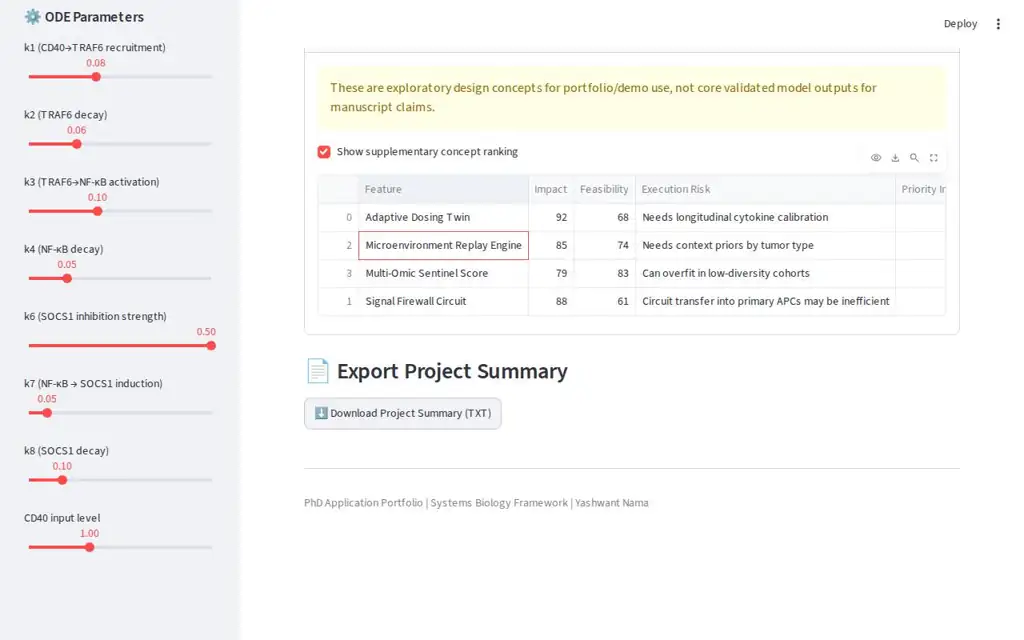 ODE Parameters
k1 (CD40→TRAF6 recruitment)
0.08
k2 (TRAF6 decay)
0.06
k3 (TRAF6→NF-κB activation)
0.10
k4 (NF-κB decay)
0.05
k6 (SOCS1 inhibition strength)
0.50
k7 (NF-κB → SOCS1 induction)
0.05
k8 (SOCS1 decay)
0.10
CD40 input level
1.00
Deploy
These are exploratory design concepts for portfolio/demo use, not core validated model outputs for
manuscript claims.
Show supplementary concept ranking
Feature Impact Feasibility Execution Risk Priority
0 Adaptive Dosing Twin 92 68 Needs longitudinal cytokine calibration
2 Microenvironment Replay Engine 85 74 Needs context priors by tumor type
3 Multi-Omic Sentinel Score 79 83 Can overfit in low-diversity cohorts
1 Signal Firewall Circuit 88 61 Circuit transfer into primary APCs may be inefficient
Export Project Summary
Download Project Summary (TXT)
PhD Application Portfolio | Systems Biology Framework | Yashwant Nama